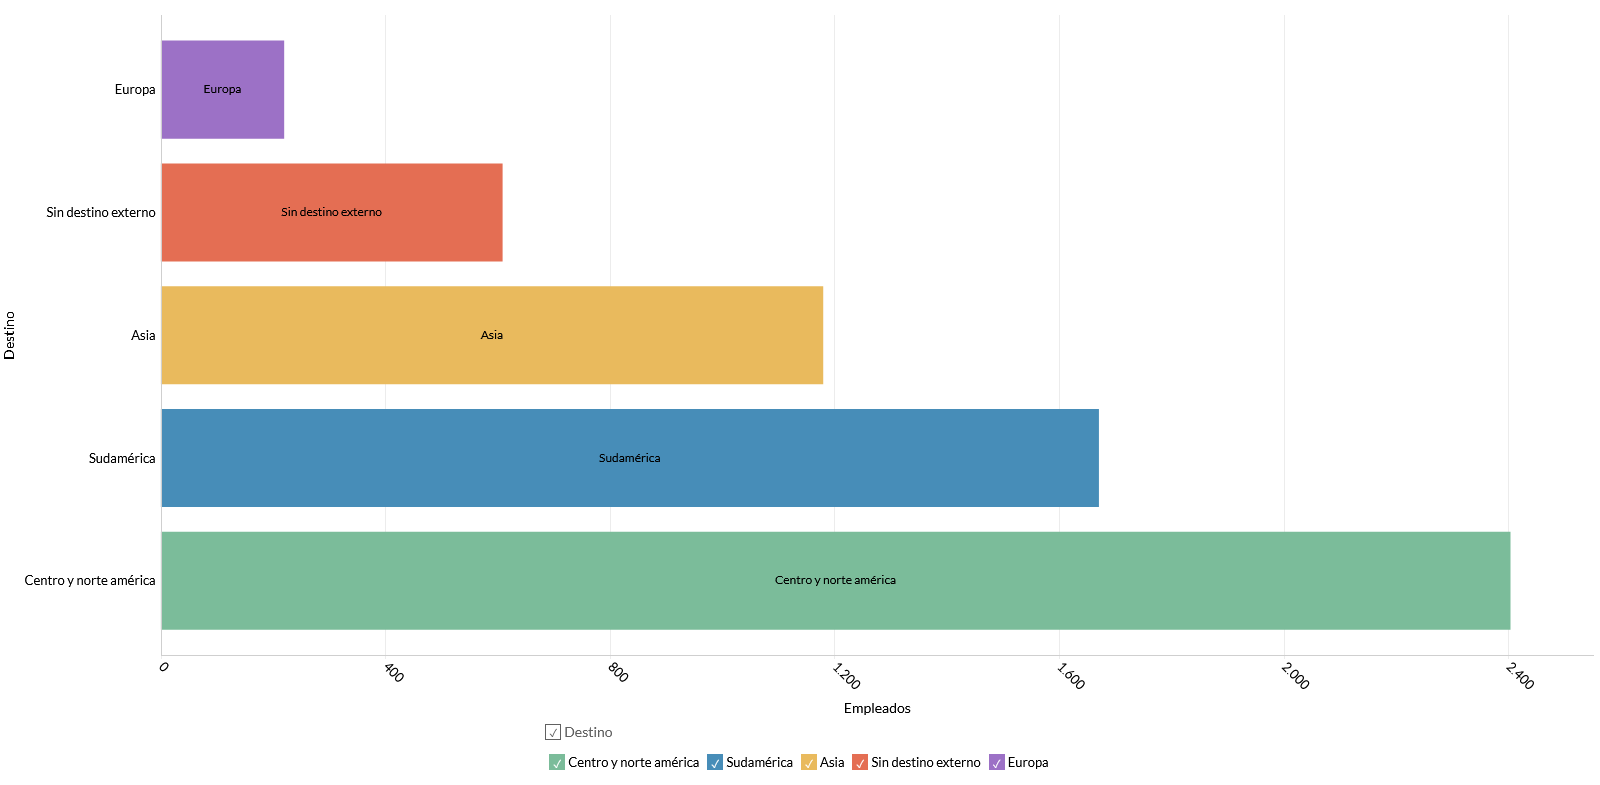 Destino
Europa
Europa
Sin destino externo
Sin destino externo
Asia
Asia
Sudamérica
Sudamérica
Centro y norte américa
Centro y norte américa
0 400 800 1.200 1.600 2.000 2.400
Empleados
Destino
Centro y norte américa Sudamérica Asia Sin destino externo Europa